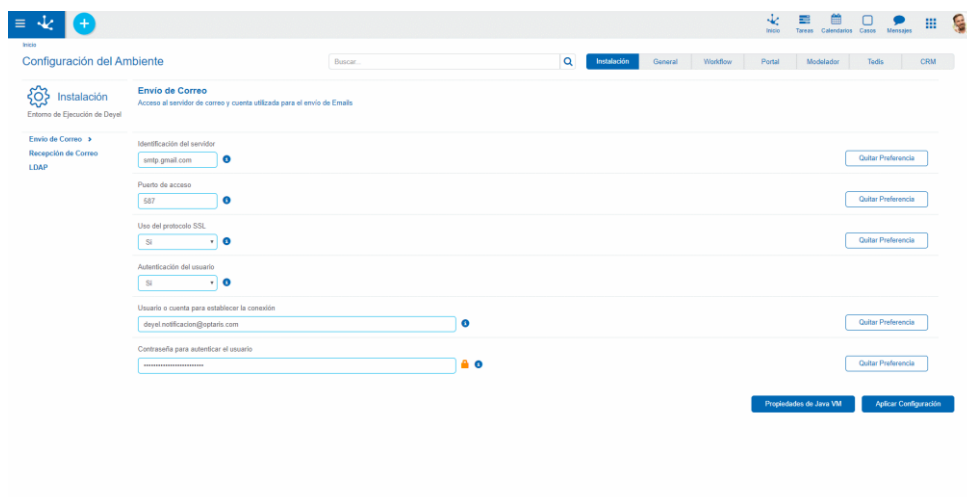 Inicio
Tareas
Calendarios
Casos
Mensajes
Inicio
Configuración del Ambiente
Buscar...
Instalación
General
Workflow
Portal
Modelador
Tedis
CRM
Instalación
Entorno de Ejecución de Deyel
Envío de Correo
Acceso al servidor de correo y cuenta utilizada para el envío de Emails
Envío de Correo >
Recepción de Correo
LDAP
Identificación del servidor
smtp.gmail.com
Quitar Preferencia
Puerto de acceso
587
Quitar Preferencia
Uso del protocolo SSL
Si
Quitar Preferencia
Autenticación del usuario
Si
Usuario o cuenta para establecer la conexión
deyel.notificacion@optaris.com
Quitar Preferencia
Contraseña para autenticar el usuario
Quitar Preferencia
Propiedades de Java VM
Aplicar Configuración